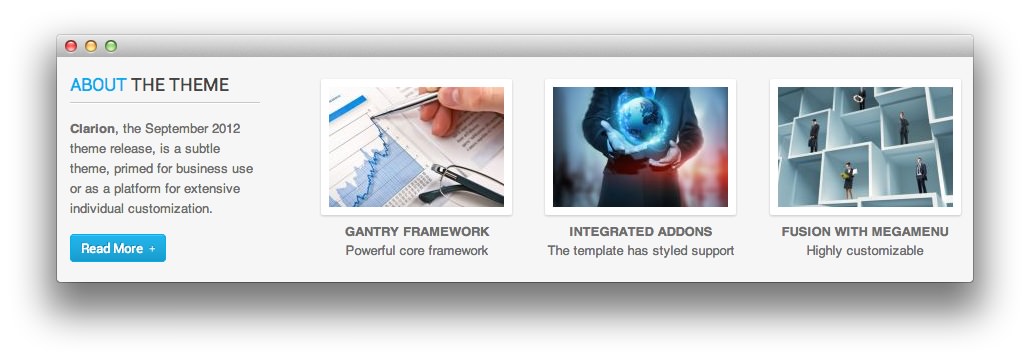 ABOUT THE THEME
Clarion, the September 2012
theme release, is a subtle
theme, primed for business use
or as a platform for extensive
individual customization.
Read More +
GANTRY FRAMEWORK
Powerful core framework
INTEGRATED ADDONS
The template has styled support
FUSION WITH MEGAMENU
Highly customizable